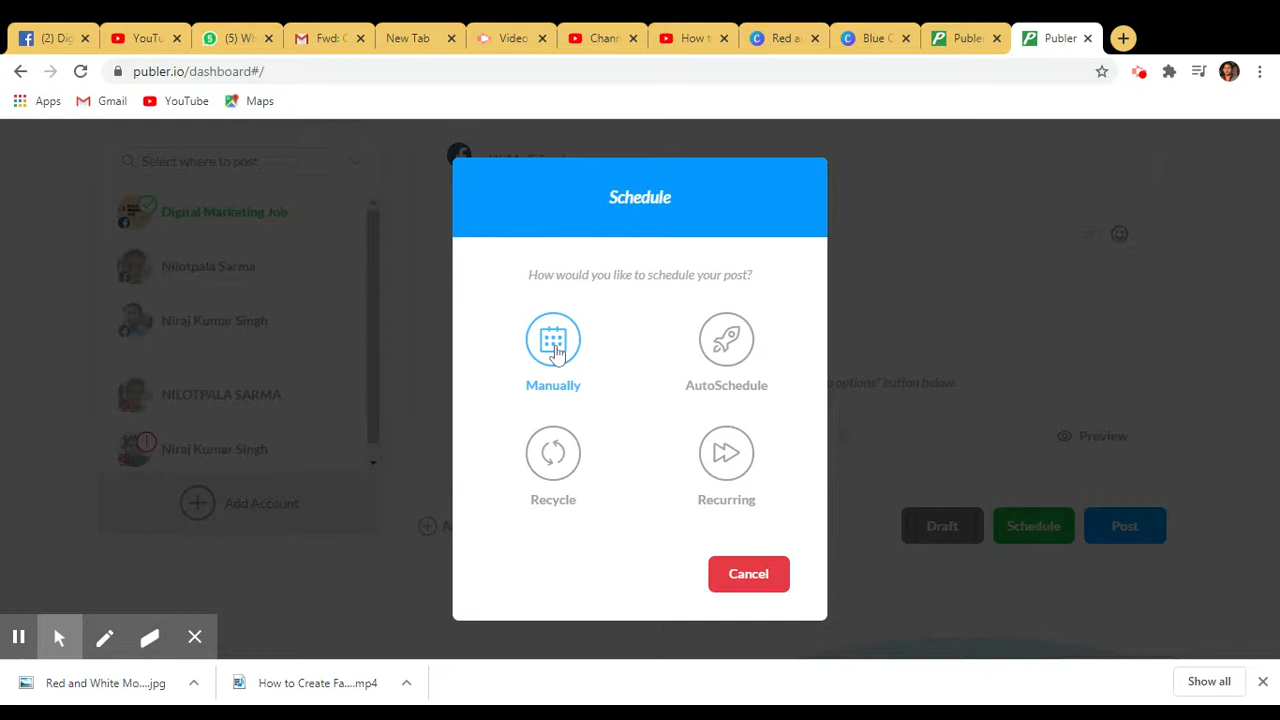 (2) Di
YouTu
(5) W
Fwd: C
New Tab
Video
Chann
How t
Red a
Blue C
Publer
Publer
publer.io/dashboard#/
Apps
Gmail
YouTube
Maps
Select where to post
Digital Marketing Job
Nilotpala Sarma
Niraj Kumar Singh
NILOTPALA SARMA
Niraj Kumar Singh
Add Account
Schedule
How would you like to schedule your post?
Manually
AutoSchedule
Recycle
Recurring
Cancel
options" button below.
Preview
Draft
Schedule
Post
Red and White Mo....jpg
How to Create Fa....mp4
Show all